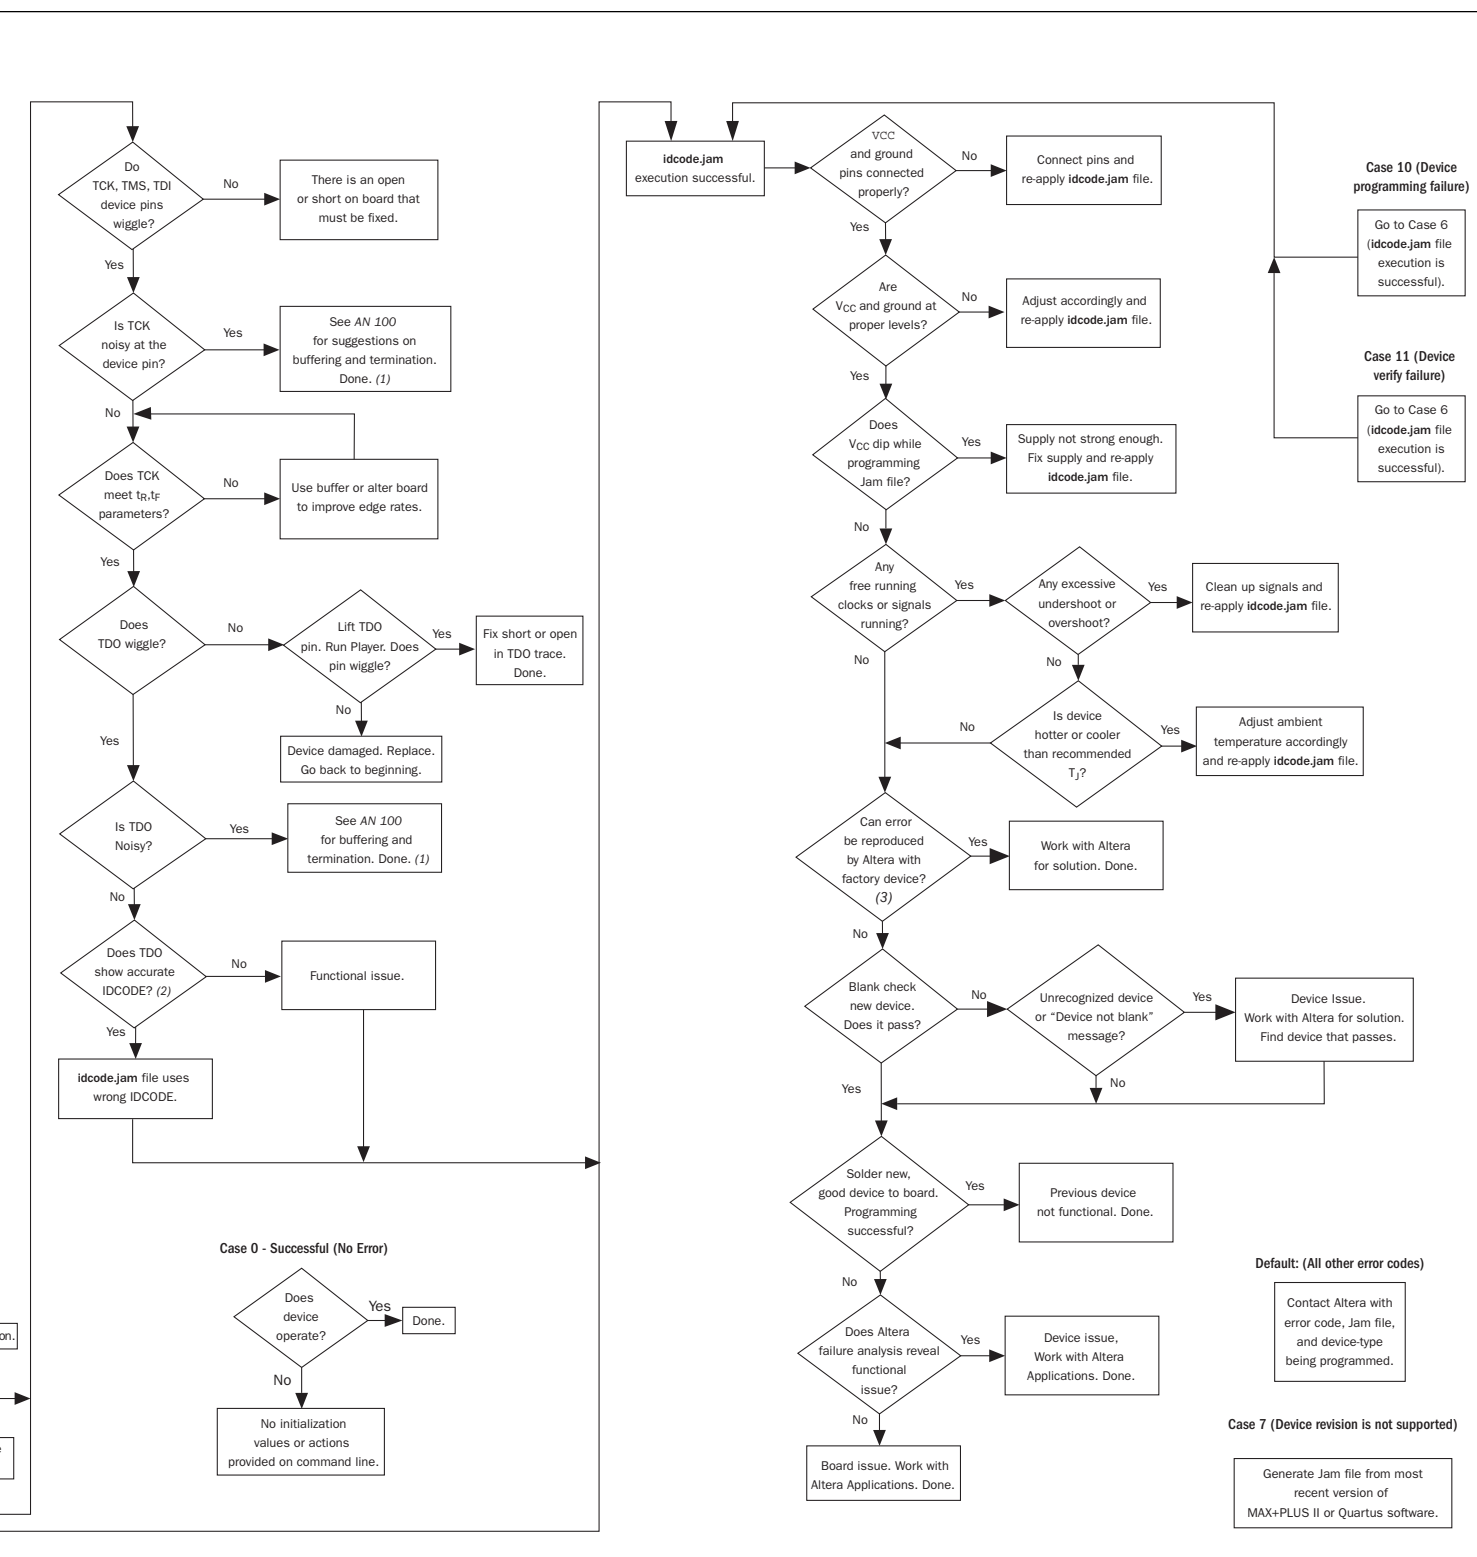 Do
TCK, TMS, TDI
device pins
wiggle?
No
There is an open
or short on board that
must be fixed.
Yes
Is TCK
noisy at the
device pin?
Yes
See AN 100
for suggestions on
buffering and termination.
Done. (1)
No
Does TCK
meet tR,tF
parameters?
No
Use buffer or alter board
to improve edge rates.
Yes
Does
TDO wiggle?
No
Lift TDO
pin. Run Player. Does
pin wiggle?
Yes
Fix short or open
in TDO trace.
Done.
No
Device damaged. Replace.
Go back to beginning.
Yes
Is TDO
Noisy?
Yes
See AN 100
for buffering and
termination. Done. (1)
No
Does TDO
show accurate
IDCODE? (2)
No
Functional issue.
Yes
idcode.jam file uses
wrong IDCODE.
Case 0 - Successful (No Error)
Does
device
operate?
Yes
Done.
No
No initialization
values or actions
provided on command line.
on.
idcode.jam
execution successful.
VCC
and ground
pins connected
properly?
No
Connect pins and
re-apply idcode.jam file.
Yes
Are
VCC and ground at
proper levels?
No
Adjust accordingly and
re-apply idcode.jam file.
Yes
Does
VCC dip while
programming
Jam file?
Yes
Supply not strong enough.
Fix supply and re-apply
idcode.jam file.
No
Any
free running
clocks or signals
running?
Yes
Any excessive
undershoot or
overshoot?
Yes
Clean up signals and
re-apply idcode.jam file.
No
No
Is device
hotter or cooler
than recommended
TJ?
No
Yes
Adjust ambient
temperature accordingly
and re-apply idcode.jam file.
Can error
be reproduced
by Altera with
factory device?
(3)
Yes
Work with Altera
for solution. Done.
No
Blank check
new device.
Does it pass?
No
Unrecognized device
or “Device not blank”
message?
Yes
Device Issue.
Work with Altera for solution.
Find device that passes.
No
Yes
Solder new,
good device to board.
Programming
successful?
Yes
Previous device
not functional. Done.
No
Does Altera
failure analysis reveal
functional
issue?
Yes
Device issue,
Work with Altera
Applications. Done.
No
Board issue. Work with
Altera Applications. Done.
Case 10 (Device
programming failure)
Go to Case 6
(idcode.jam file
execution is
successful).
Case 11 (Device
verify failure)
Go to Case 6
(idcode.jam file
execution is
successful).
Default: (All other error codes)
Contact Altera with
error code, Jam file,
and device-type
being programmed.
Case 7 (Device revision is not supported)
Generate Jam file from most
recent version of
MAX+PLUS II or Quartus software.